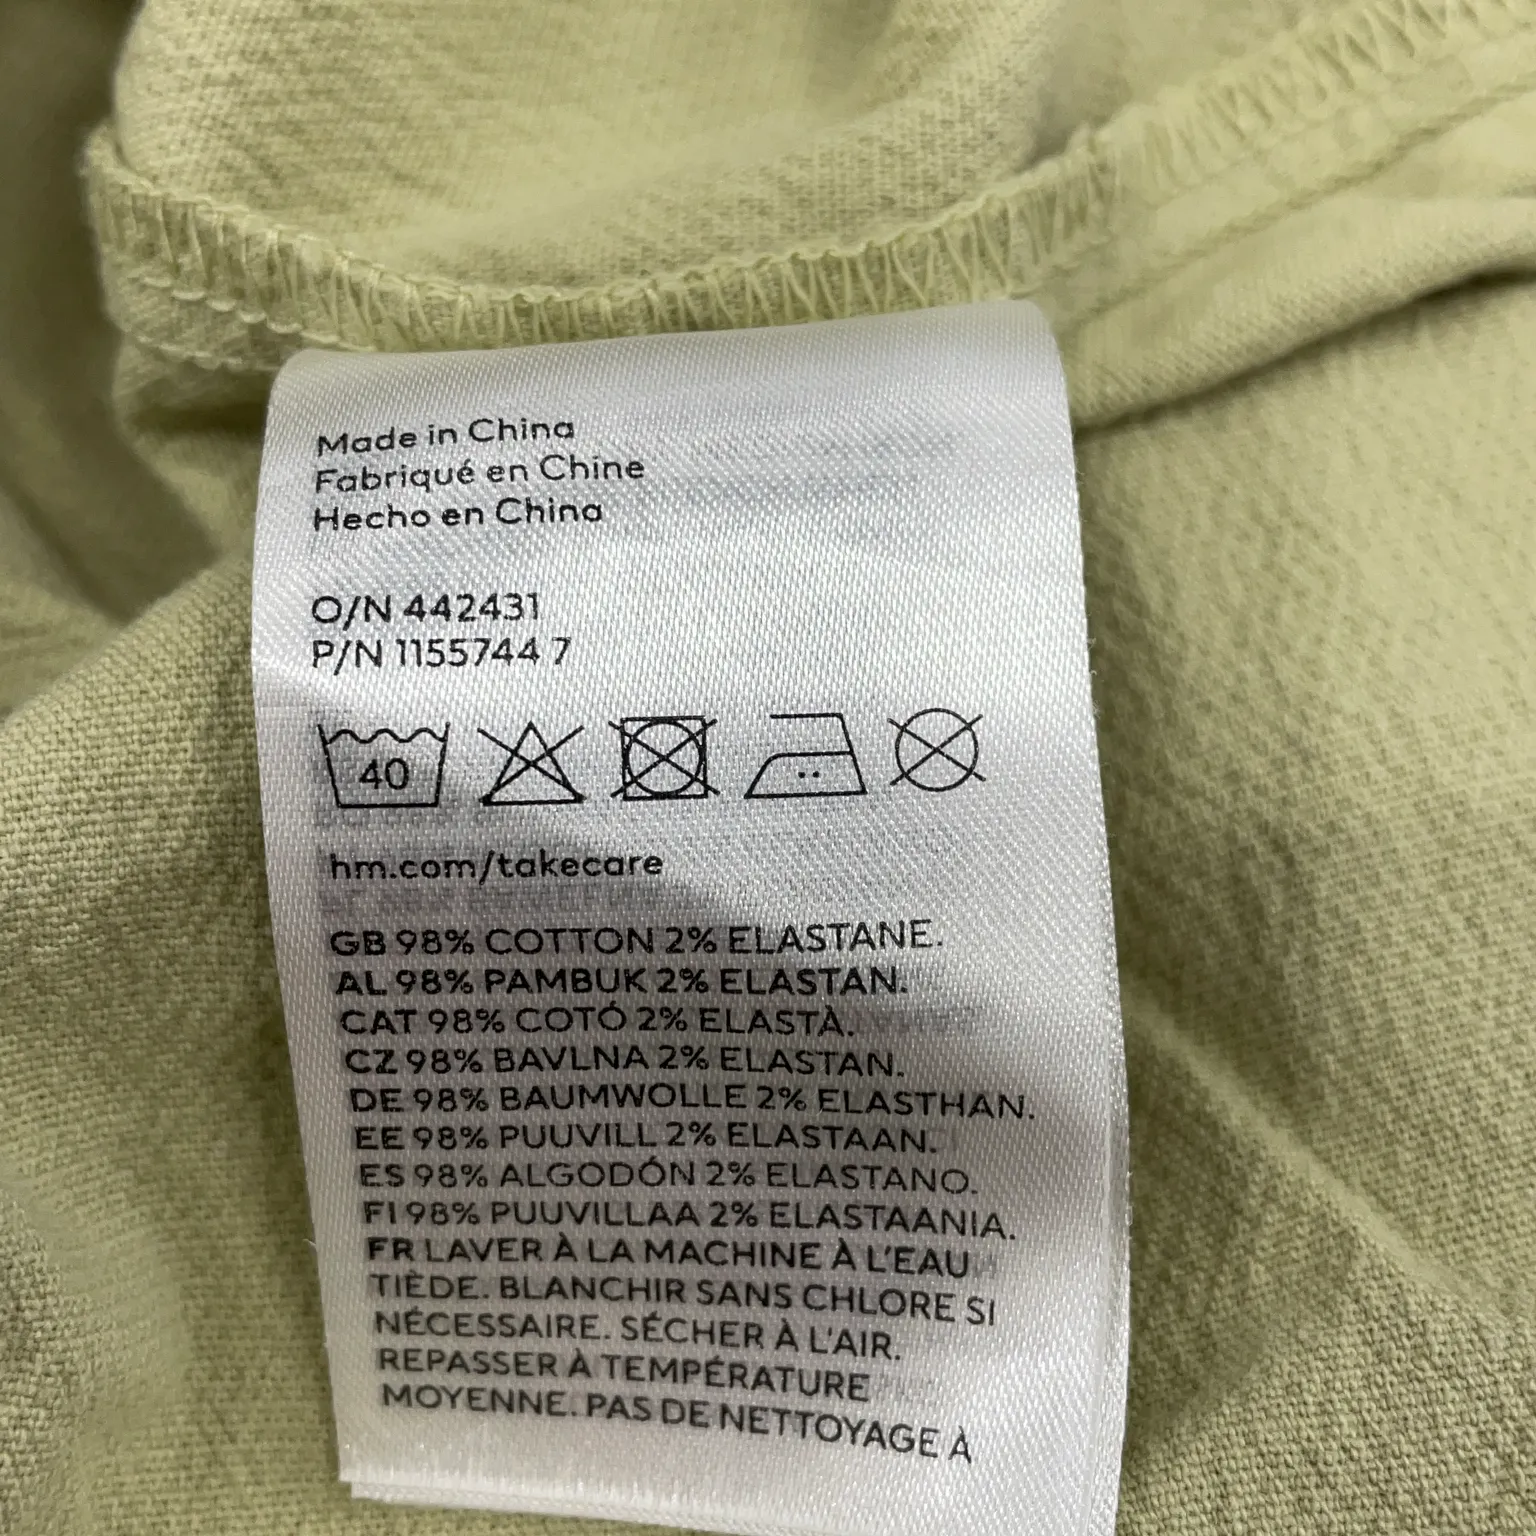 Made in China
Fabriqué en Chine
Hecho en China
O/N 442431
P/N 1155744 7
40
hm.com/takecare
GB 98% COTTON 2% ELASTANE.
AL 98% PAMBUK 2% ELASTAN.
CAT 98% COTÓ 2% ELASTÀ.
CZ 98% BAVLNA 2% ELASTAN.
DE 98% BAUMWOLLE 2% ELASTHAN.
EE 98% PUUVILL 2% ELASTAAN.
ES 98% ALGODÓN 2% ELASTANO.
FI 98% PUUVILLAA 2% ELASTAANIA.
FR LAVER À LA MACHINE À L'EAU
TIÈDE. BLANCHIR SANS CHLORE SI
NÉCESSAIRE. SÉCHER À L'AIR.
REPASSER À TEMPÉRATURE
MOYENNE. PAS DE NETTOYAGE À